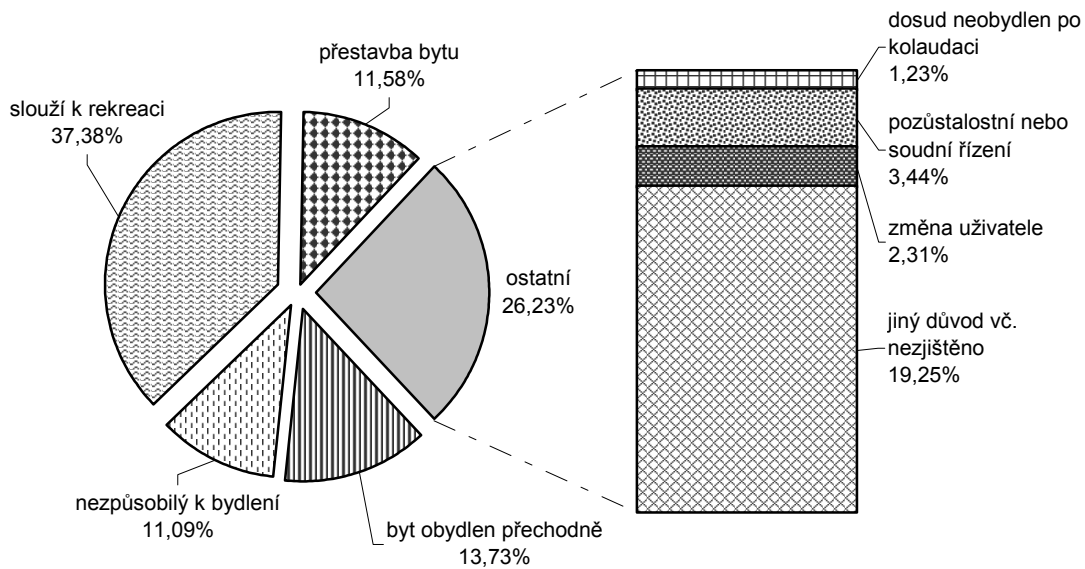 přestavba bytu
11,58%
slouží k rekreaci
37,38%
ostatní
26,23%
nezpůsobilý k bydlení
11,09%
byt obydlen přechodně
13,73%
dosud neobydlen po
kolaudaci
1,23%
pozůstalostní nebo
soudní řízení
3,44%
změna uživatele
2,31%
jiný důvod vč.
nezjištěno
19,25%